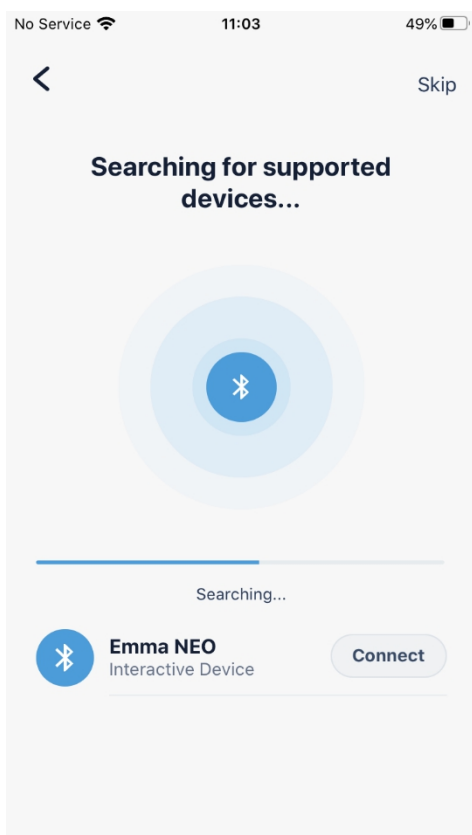 No Service 11:03 49%
Skip
Searching for supported
devices...
Searching...
Emma NEO
Interactive Device
Connect